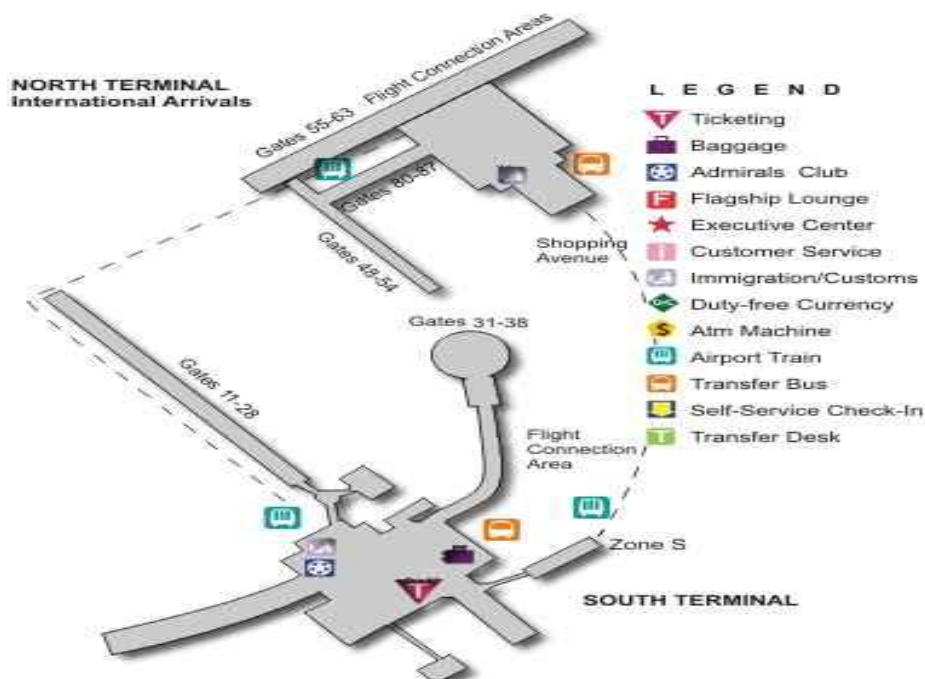 NORTH TERMINAL
International Arrivals
Gates 55-63
Flight Connection Areas
Gates 80-87
Gates 48-54
Shopping
Avenue
Gates 31-38
Gates 11-28
Flight
Connection
Area
Zone S
SOUTH TERMINAL
T
LEGEND
T Ticketing
Baggage
Admirals Club
F Flagship Lounge
Executive Center
Customer Service
Immigration/Customs
Duty-free Currency
$ Atm Machine
Airport Train
Transfer Bus
Self-Service Check-In
T Transfer Desk